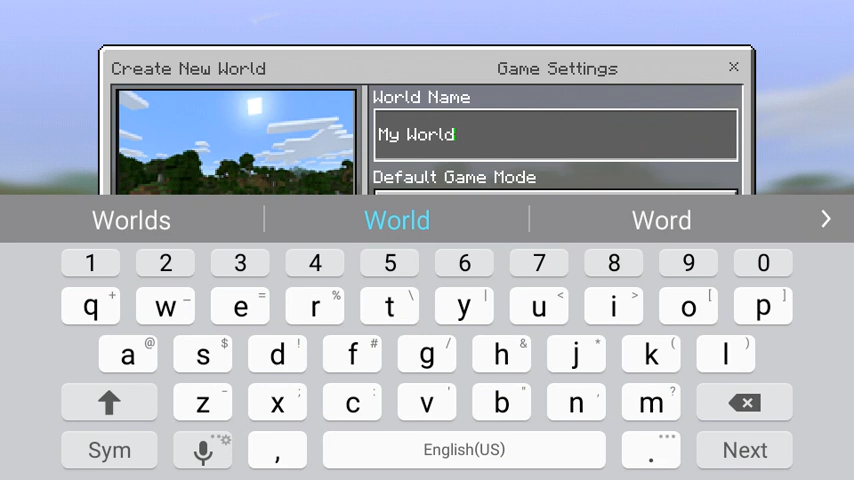 Create New World
Game Settings
World Name
My World
Default Game Mode
Worlds World Word
1 2 3 4 5 6 7 8 9 0
q + w _ e = r % t \ y | u < i > o [ p ]
a @ s $ d ! f # g / h & j * k ( l )
z - x ; c : v ' b " n , m ?
Sym , English(US) . Next